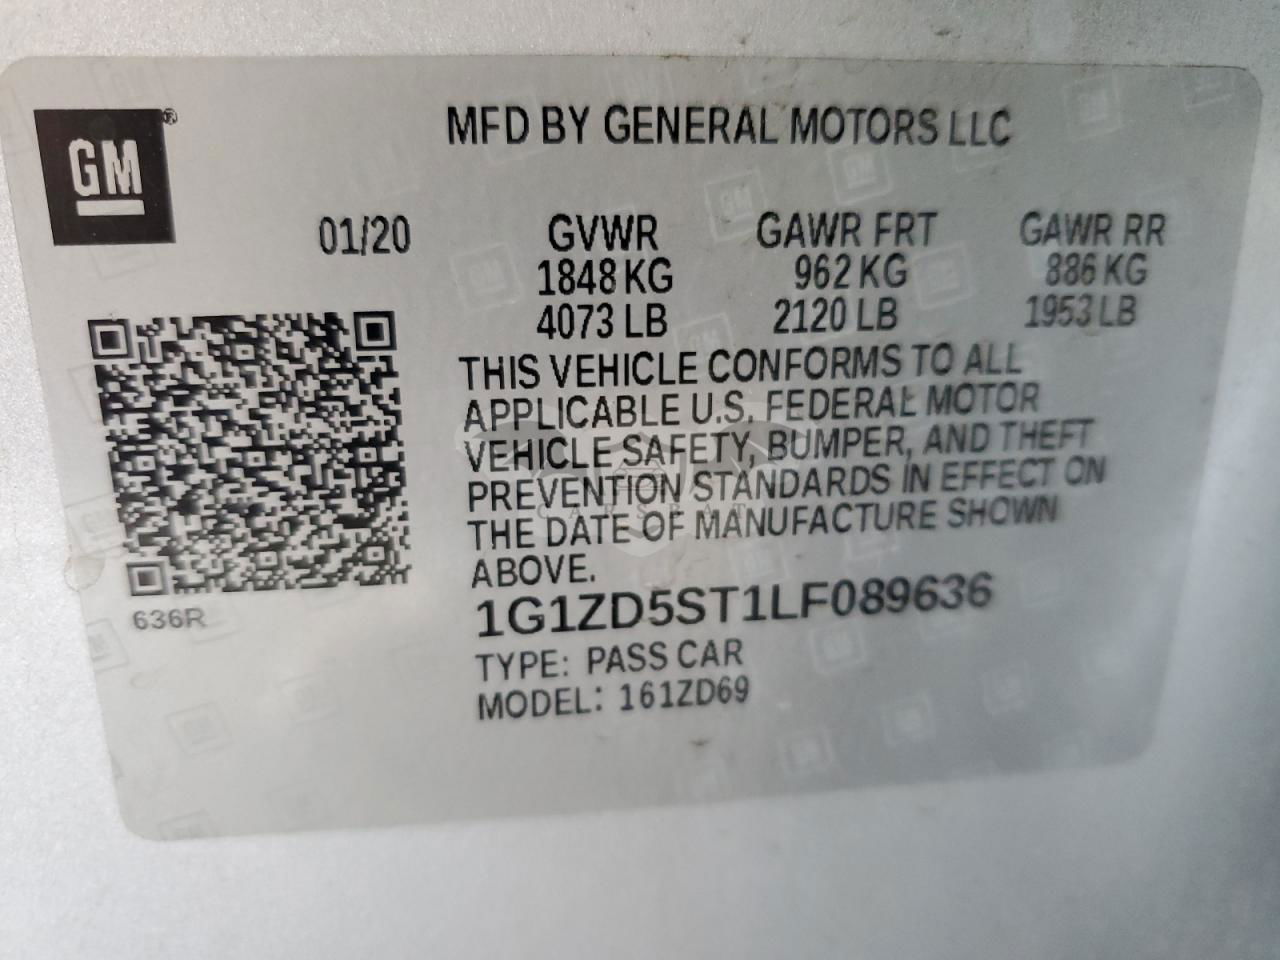 GM®
MFD BY GENERAL MOTORS LLC
01/20
GVWR GAWR FRT GAWR RR
1848 KG 962 KG 886 KG
4073 LB 2120 LB 1953 LB
THIS VEHICLE CONFORMS TO ALL
APPLICABLE U.S. FEDERAL MOTOR
VEHICLE SAFETY, BUMPER, AND THEFT
PREVENTION STANDARDS IN EFFECT ON
THE DATE OF MANUFACTURE SHOWN
ABOVE.
1G1ZD5ST1LF089636
TYPE: PASS CAR
MODEL: 161ZD69
636R